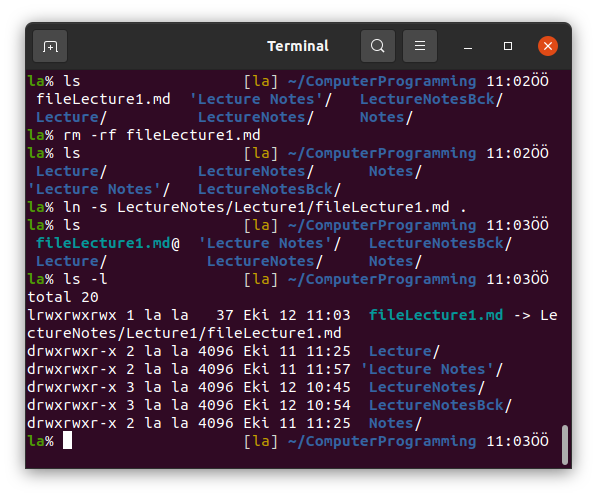 Terminal
la% ls [la] ~/ComputerProgramming 11:02ÖÖ
fileLecture1.md 'Lecture Notes'/ LectureNotesBck/
Lecture/ LectureNotes/ Notes/
la% rm -rf fileLecture1.md
la% ls [la] ~/ComputerProgramming 11:02ÖÖ
Lecture/ LectureNotes/ Notes/
'Lecture Notes'/ LectureNotesBck/
la% ln -s LectureNotes/Lecture1/fileLecture1.md .
la% ls [la] ~/ComputerProgramming 11:03ÖÖ
fileLecture1.md@ 'Lecture Notes'/ LectureNotesBck/
Lecture/ LectureNotes/ Notes/
la% ls -l [la] ~/ComputerProgramming 11:03ÖÖ
total 20
lrwxrwxrwx 1 la la 37 Eki 12 11:03 fileLecture1.md -> Le
ctureNotes/Lecture1/fileLecture1.md
drwxrwxr-x 2 la la 4096 Eki 11 11:25 Lecture/
drwxrwxr-x 2 la la 4096 Eki 11 11:57 'Lecture Notes'/
drwxrwxr-x 3 la la 4096 Eki 12 10:45 LectureNotes/
drwxrwxr-x 3 la la 4096 Eki 12 10:54 LectureNotesBck/
drwxrwxr-x 2 la la 4096 Eki 11 11:25 Notes/
la% [la] ~/ComputerProgramming 11:03ÖÖ